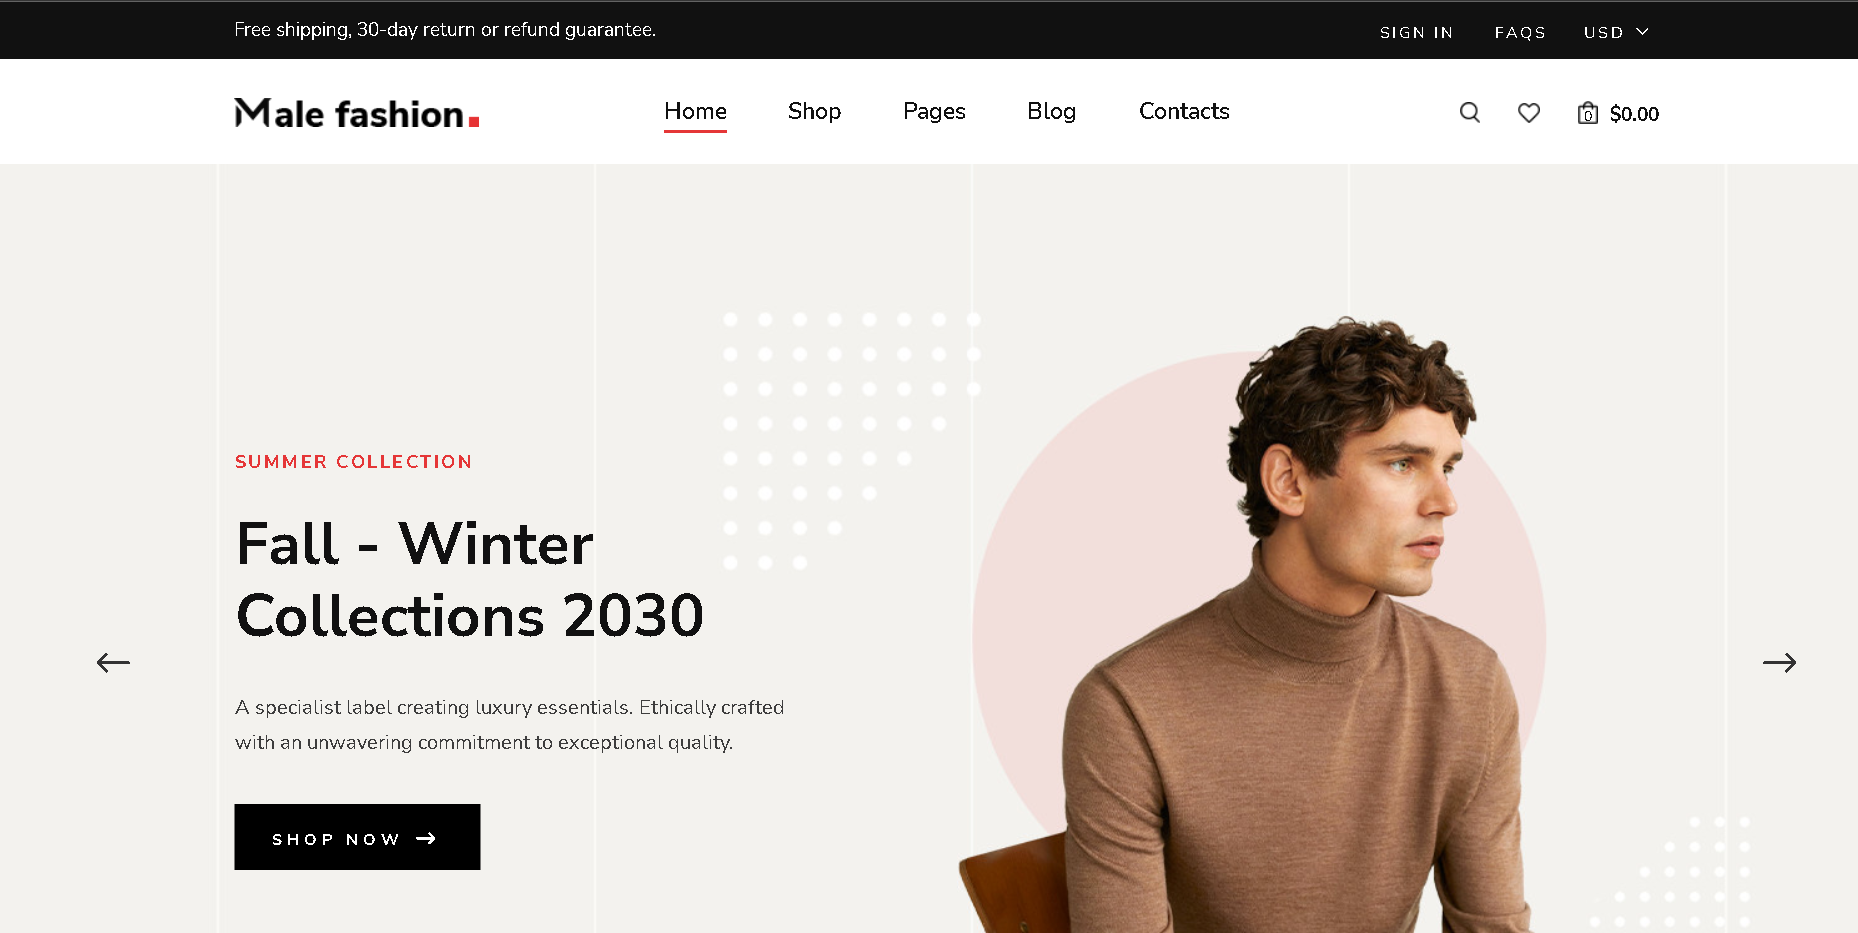 Free shipping, 30-day return or refund guarantee.
SIGN IN FAQS USD
Male fashion.
Home Shop Pages Blog Contacts
0 $0.00
SUMMER COLLECTION
Fall - Winter
Collections 2030
A specialist label creating luxury essentials. Ethically crafted
with an unwavering commitment to exceptional quality.
SHOP NOW